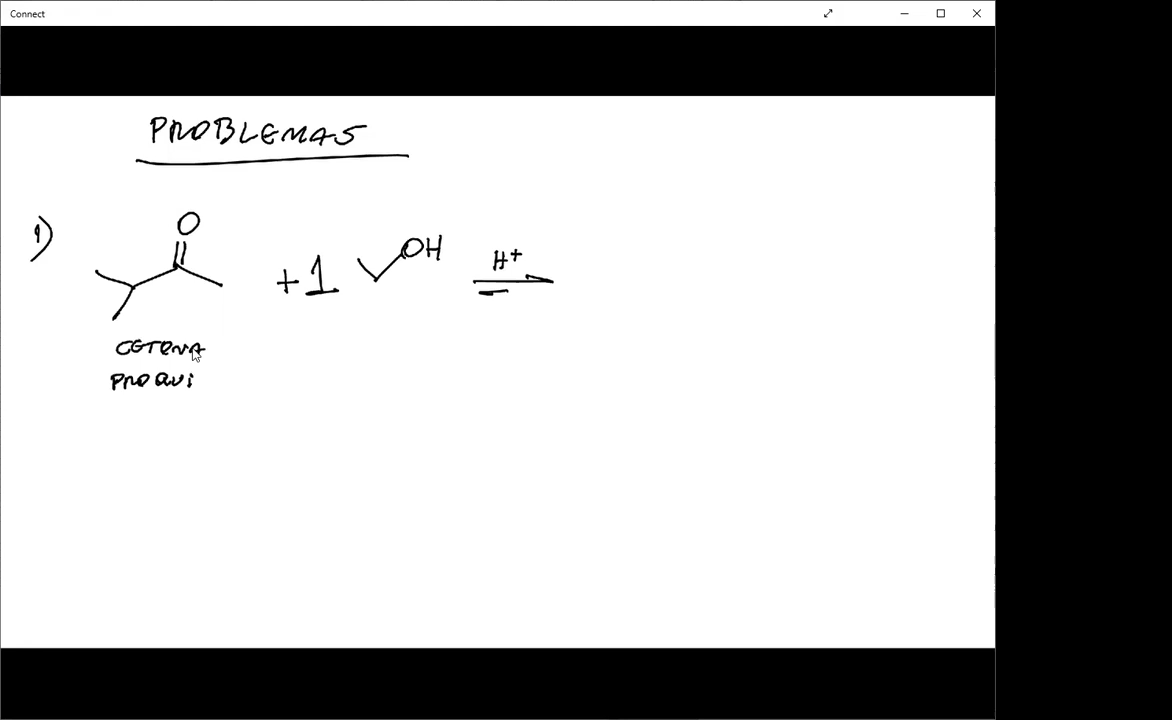 Connect
PROBLEMAS
1)
O
+1
OH
H+
CETONA
PROQUI